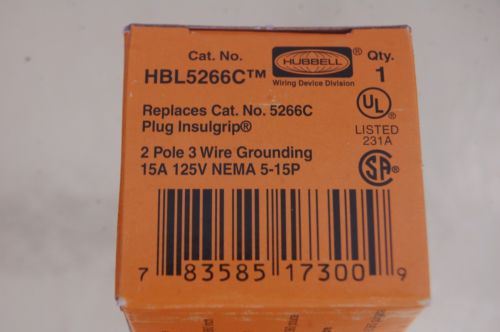 Cat. No.
HBL5266C™
HUBBELL®
Wiring Device Division
Qty.
1
Replaces Cat. No. 5266C
Plug Insulgrip®
UL®
LISTED
231A
2 Pole 3 Wire Grounding
15A 125V NEMA 5-15P
SA®
7 83585 17300 9